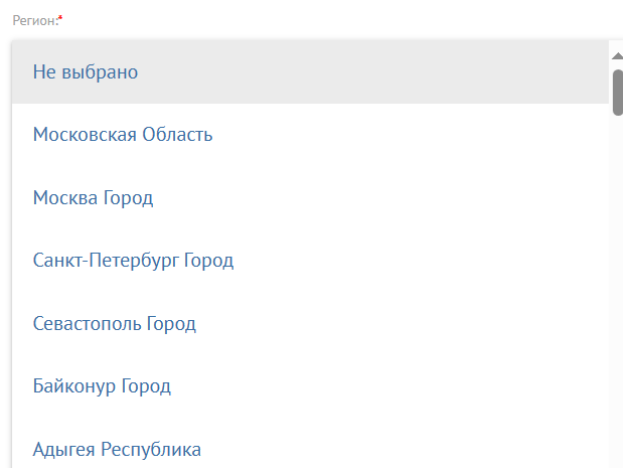 Регион:*
Не выбрано
Московская Область
Москва Город
Санкт-Петербург Город
Севастополь Город
Байконур Город
Адыгея Республика